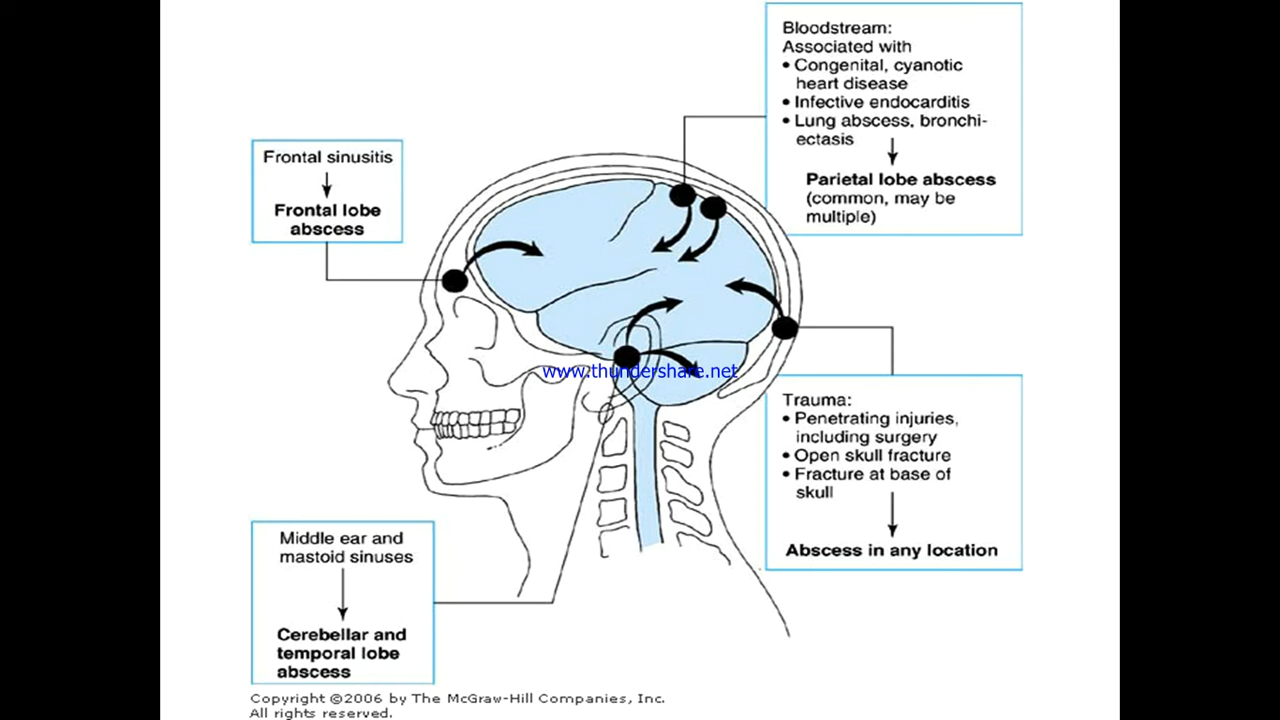 Bloodstream:
Associated with
• Congenital, cyanotic
heart disease
• Infective endocarditis
• Lung abscess, bronchi-
ectasis
Parietal lobe abscess
(common, may be
multiple)
Frontal sinusitis
Frontal lobe
abscess
www.thundershare.net
Trauma:
• Penetrating injuries,
including surgery
• Open skull fracture
• Fracture at base of
skull
Abscess in any location
Middle ear and
mastoid sinuses
Cerebellar and
temporal lobe
abscess
Copyright ©2006 by The McGraw-Hill Companies, Inc.
All rights reserved.